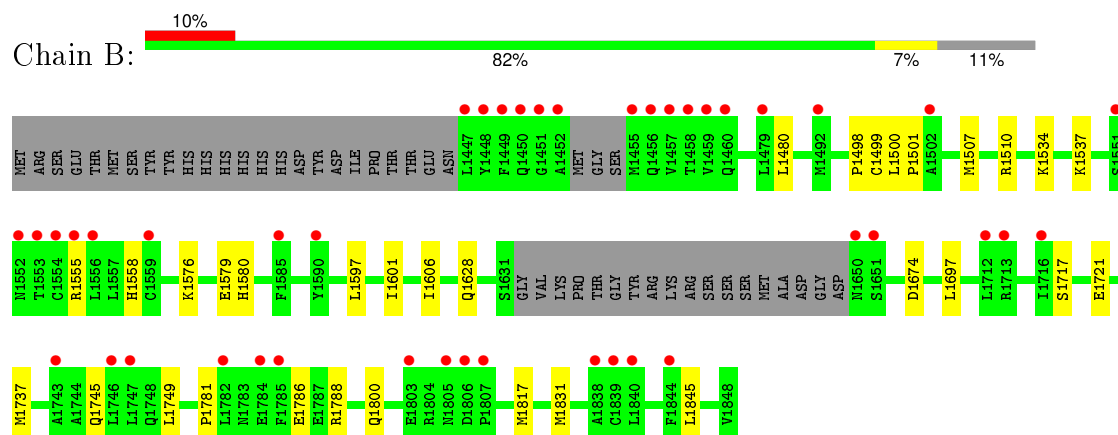 10%
Chain B:
82% 7% 11%
MET ARG SER GLU THR MET SER TYR TYR HIS HIS HIS HIS HIS HIS ASP TYR ASP ILE PRO THR THR GLU ASN L1447 Y1448 F1449 Q1450 G1451 A1452 MET GLY SER M1455 Q1456 V1457 T1458 V1459 Q1460 L1479 L1480 M1492 P1498 C1499 L1500 P1501 A1502 M1507 R1510 K1534 K1537 S1551
N1552 T1553 C1554 R1555 L1556 L1557 H1558 C1559 K1576 E1579 H1580 F1585 Y1590 L1597 I1601 I1606 Q1628 S1631 GLY VAL LYS PRO THR GLY TYR ARG LYS ARG SER SER SER MET ALA ASP GLY ASP N1650 S1651 D1674 L1697 L1712 R1713 I1716 S1717 E1721
M1737 A1743 A1744 Q1745 L1746 L1747 Q1748 L1749 P1781 L1782 N1783 E1784 F1785 E1786 E1787 R1788 Q1800 E1803 R1804 N1805 D1806 P1807 M1817 M1831 A1838 C1839 L1840 F1844 L1845 V1848